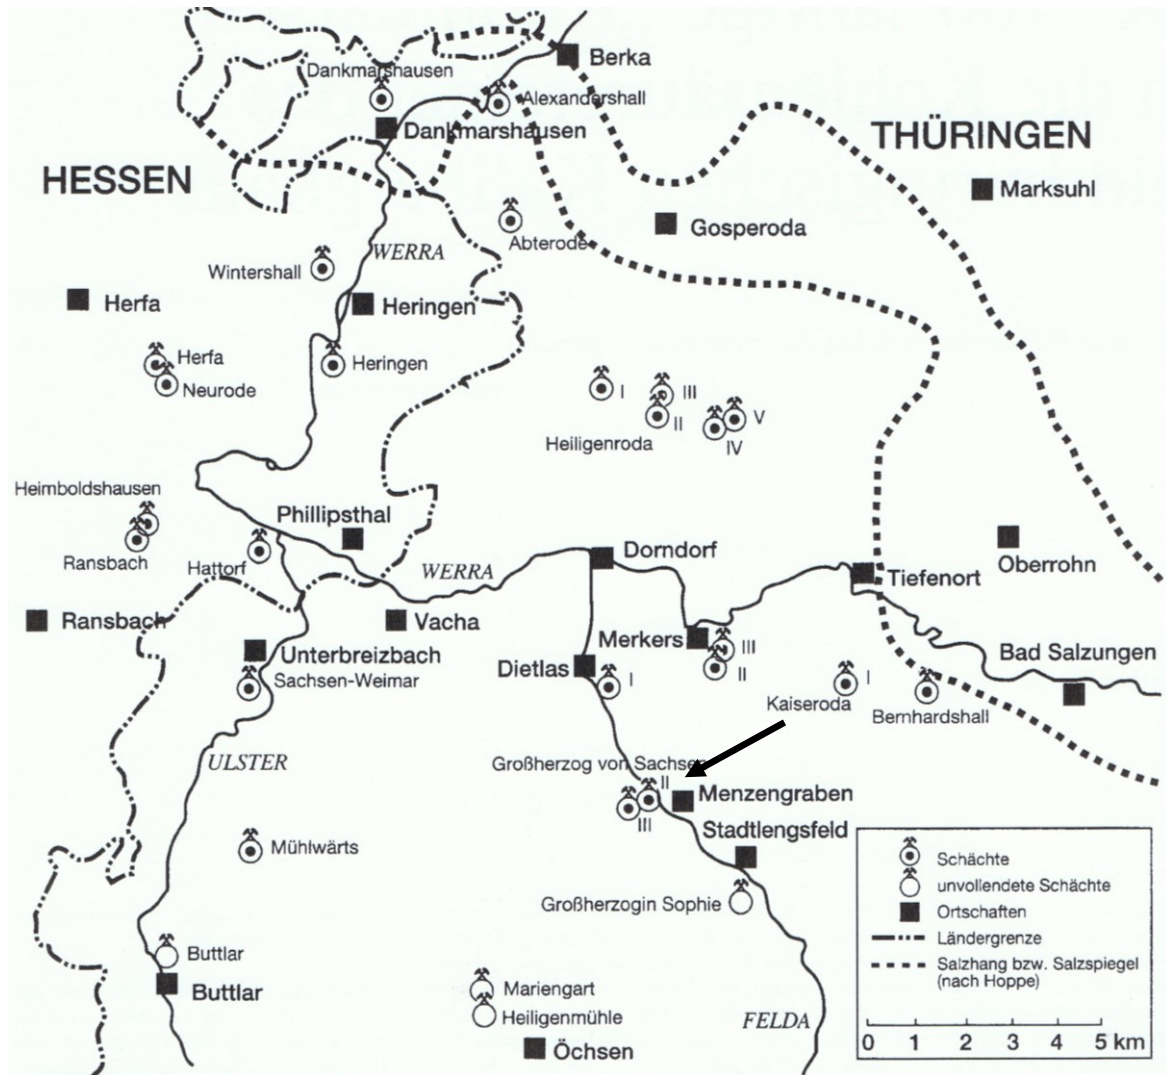 Berka
Dankmarshausen
Alexandershall
Dankmarshausen
THÜRINGEN
HESSEN
Marksuhl
Gosperoda
Abterode
WERRA
Wintershall
Herfa
Heringen
Herfa
Neurode
Heringen
I
III
II
V
IV
Heiligenroda
Heimboldshausen
Ransbach
Phillipsthal
Hattorf
WERRA
Dorndorf
Oberrohn
Tiefenort
Ransbach
Vacha
Merkers
III
II
Bad Salzungen
Unterbreizbach
Dietlas
Sachsen-Weimar
I
I
Kaiseroda
Bernhardshall
ULSTER
Großherzog von Sachsen
II
III
Menzengraben
Stadtlengsfeld
Mühlwärts
Großherzogin Sophie
Buttlar
Buttlar
Mariengart
Heiligenmühle
FELDA
Öchsen
Schächte
unvollendete Schächte
Ortschaften
Ländergrenze
Salzhang bzw. Salzspiegel
(nach Hoppe)
0 1 2 3 4 5 km